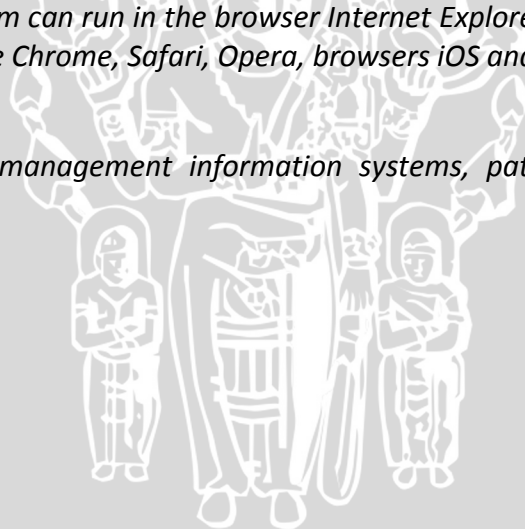 m can run in the browser Internet Explore
e Chrome, Safari, Opera, browsers iOS and
management information systems, pat